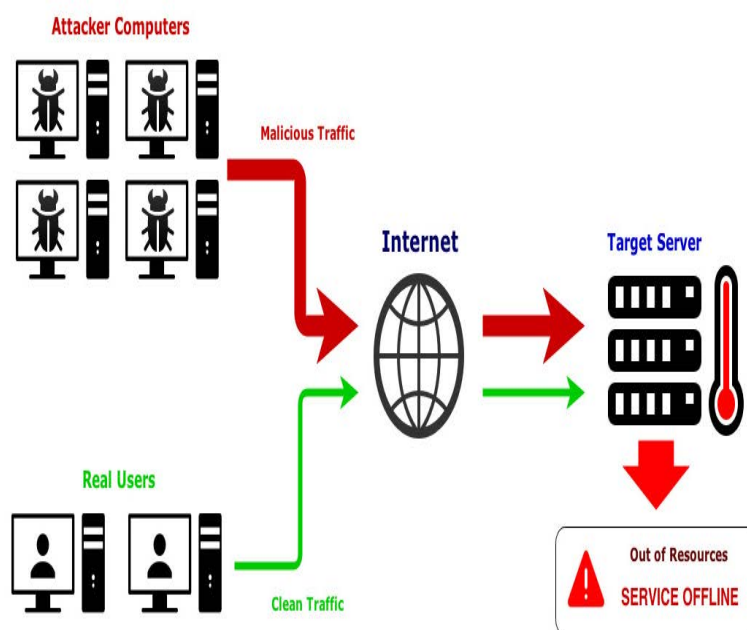 Attacker Computers
Malicious Traffic
Internet
Target Server
Real Users
Clean Traffic
Out of Resources
SERVICE OFFLINE